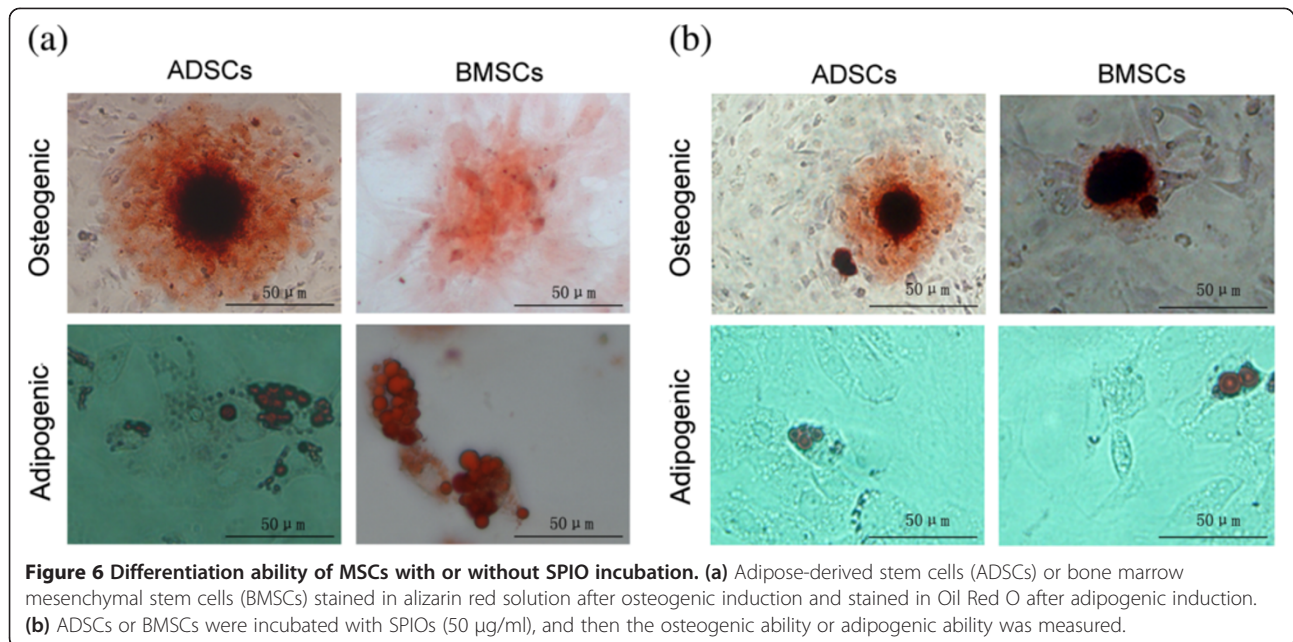 (a)
ADSCs
BMSCs
Osteogenic
50 μm
50 μm
Adipogenic
50 μm
50 μm
(b)
ADSCs
BMSCs
Osteogenic
50 μm
50 μm
Adipogenic
50 μm
50 μm
Figure 6 Differentiation ability of MSCs with or without SPIO incubation. (a) Adipose-derived stem cells (ADSCs) or bone marrow
mesenchymal stem cells (BMSCs) stained in alizarin red solution after osteogenic induction and stained in Oil Red O after adipogenic induction.
(b) ADSCs or BMSCs were incubated with SPIOs (50 μg/ml), and then the osteogenic ability or adipogenic ability was measured.